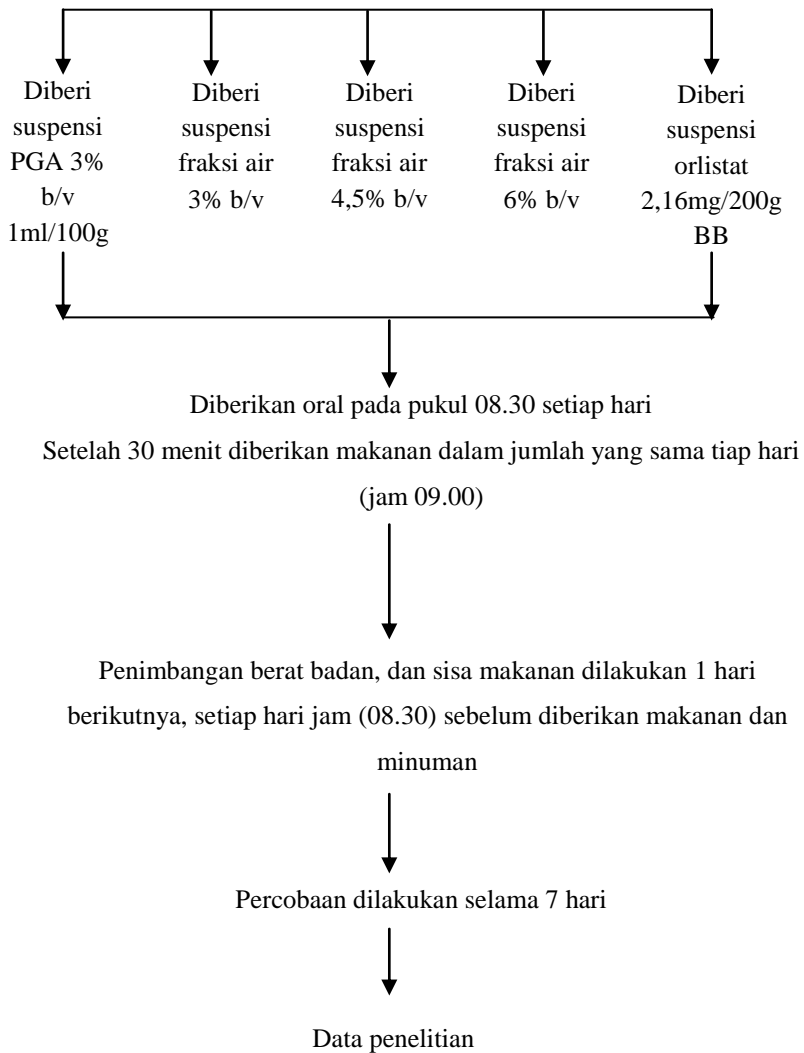 Diberi
suspensi
PGA 3%
b/v
1ml/100g
Diberi
suspensi
fraksi air
3% b/v
Diberi
suspensi
fraksi air
4,5% b/v
Diberi
suspensi
fraksi air
6% b/v
Diberi
suspensi
orlistat
2,16mg/200g
BB
Diberikan oral pada pukul 08.30 setiap hari
Setelah 30 menit diberikan makanan dalam jumlah yang sama tiap hari
(jam 09.00)
Penimbangan berat badan, dan sisa makanan dilakukan 1 hari
berikutnya, setiap hari jam (08.30) sebelum diberikan makanan dan
minuman
Percobaan dilakukan selama 7 hari
Data penelitian